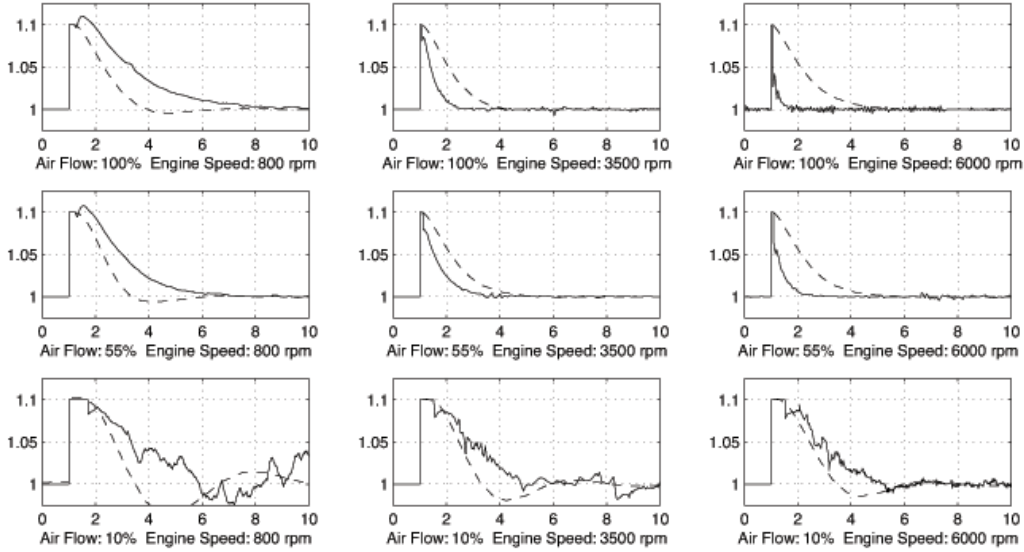 1.1
1.05
1
0 2 4 6 8 10
Air Flow: 100% Engine Speed: 800 rpm
1.1
1.05
1
0 2 4 6 8 10
Air Flow: 100% Engine Speed: 3500 rpm
1.1
1.05
1
0 2 4 6 8 10
Air Flow: 100% Engine Speed: 6000 rpm
1.1
1.05
1
0 2 4 6 8 10
Air Flow: 55% Engine Speed: 800 rpm
1.1
1.05
1
0 2 4 6 8 10
Air Flow: 55% Engine Speed: 3500 rpm
1.1
1.05
1
0 2 4 6 8 10
Air Flow: 55% Engine Speed: 6000 rpm
1.1
1.05
1
0 2 4 6 8 10
Air Flow: 10% Engine Speed: 800 rpm
1.1
1.05
1
0 2 4 6 8 10
Air Flow: 10% Engine Speed: 3500 rpm
1.1
1.05
1
0 2 4 6 8 10
Air Flow: 10% Engine Speed: 6000 rpm